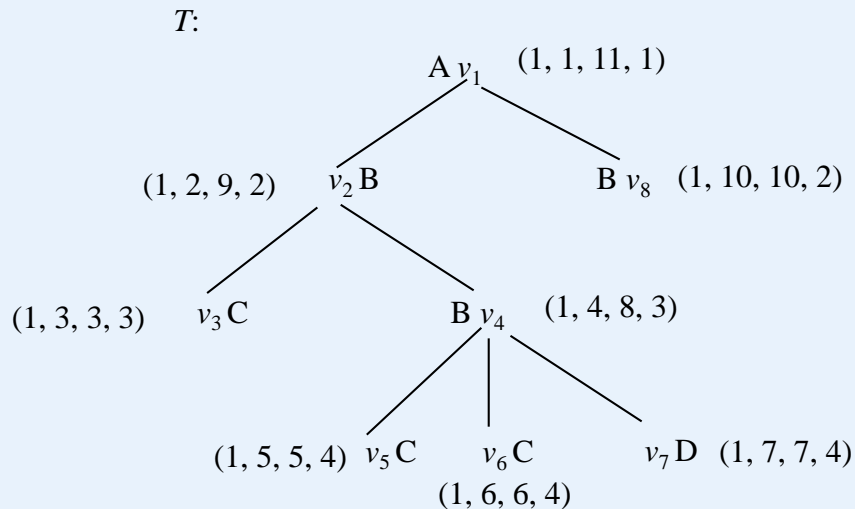 T:
A v₁ (1, 1, 11, 1)
(1, 2, 9, 2) v₂ B B v₈ (1, 10, 10, 2)
(1, 3, 3, 3) v₃ C B v₄ (1, 4, 8, 3)
(1, 5, 5, 4) v₅ C v₆ C v₇ D (1, 7, 7, 4)
(1, 6, 6, 4)